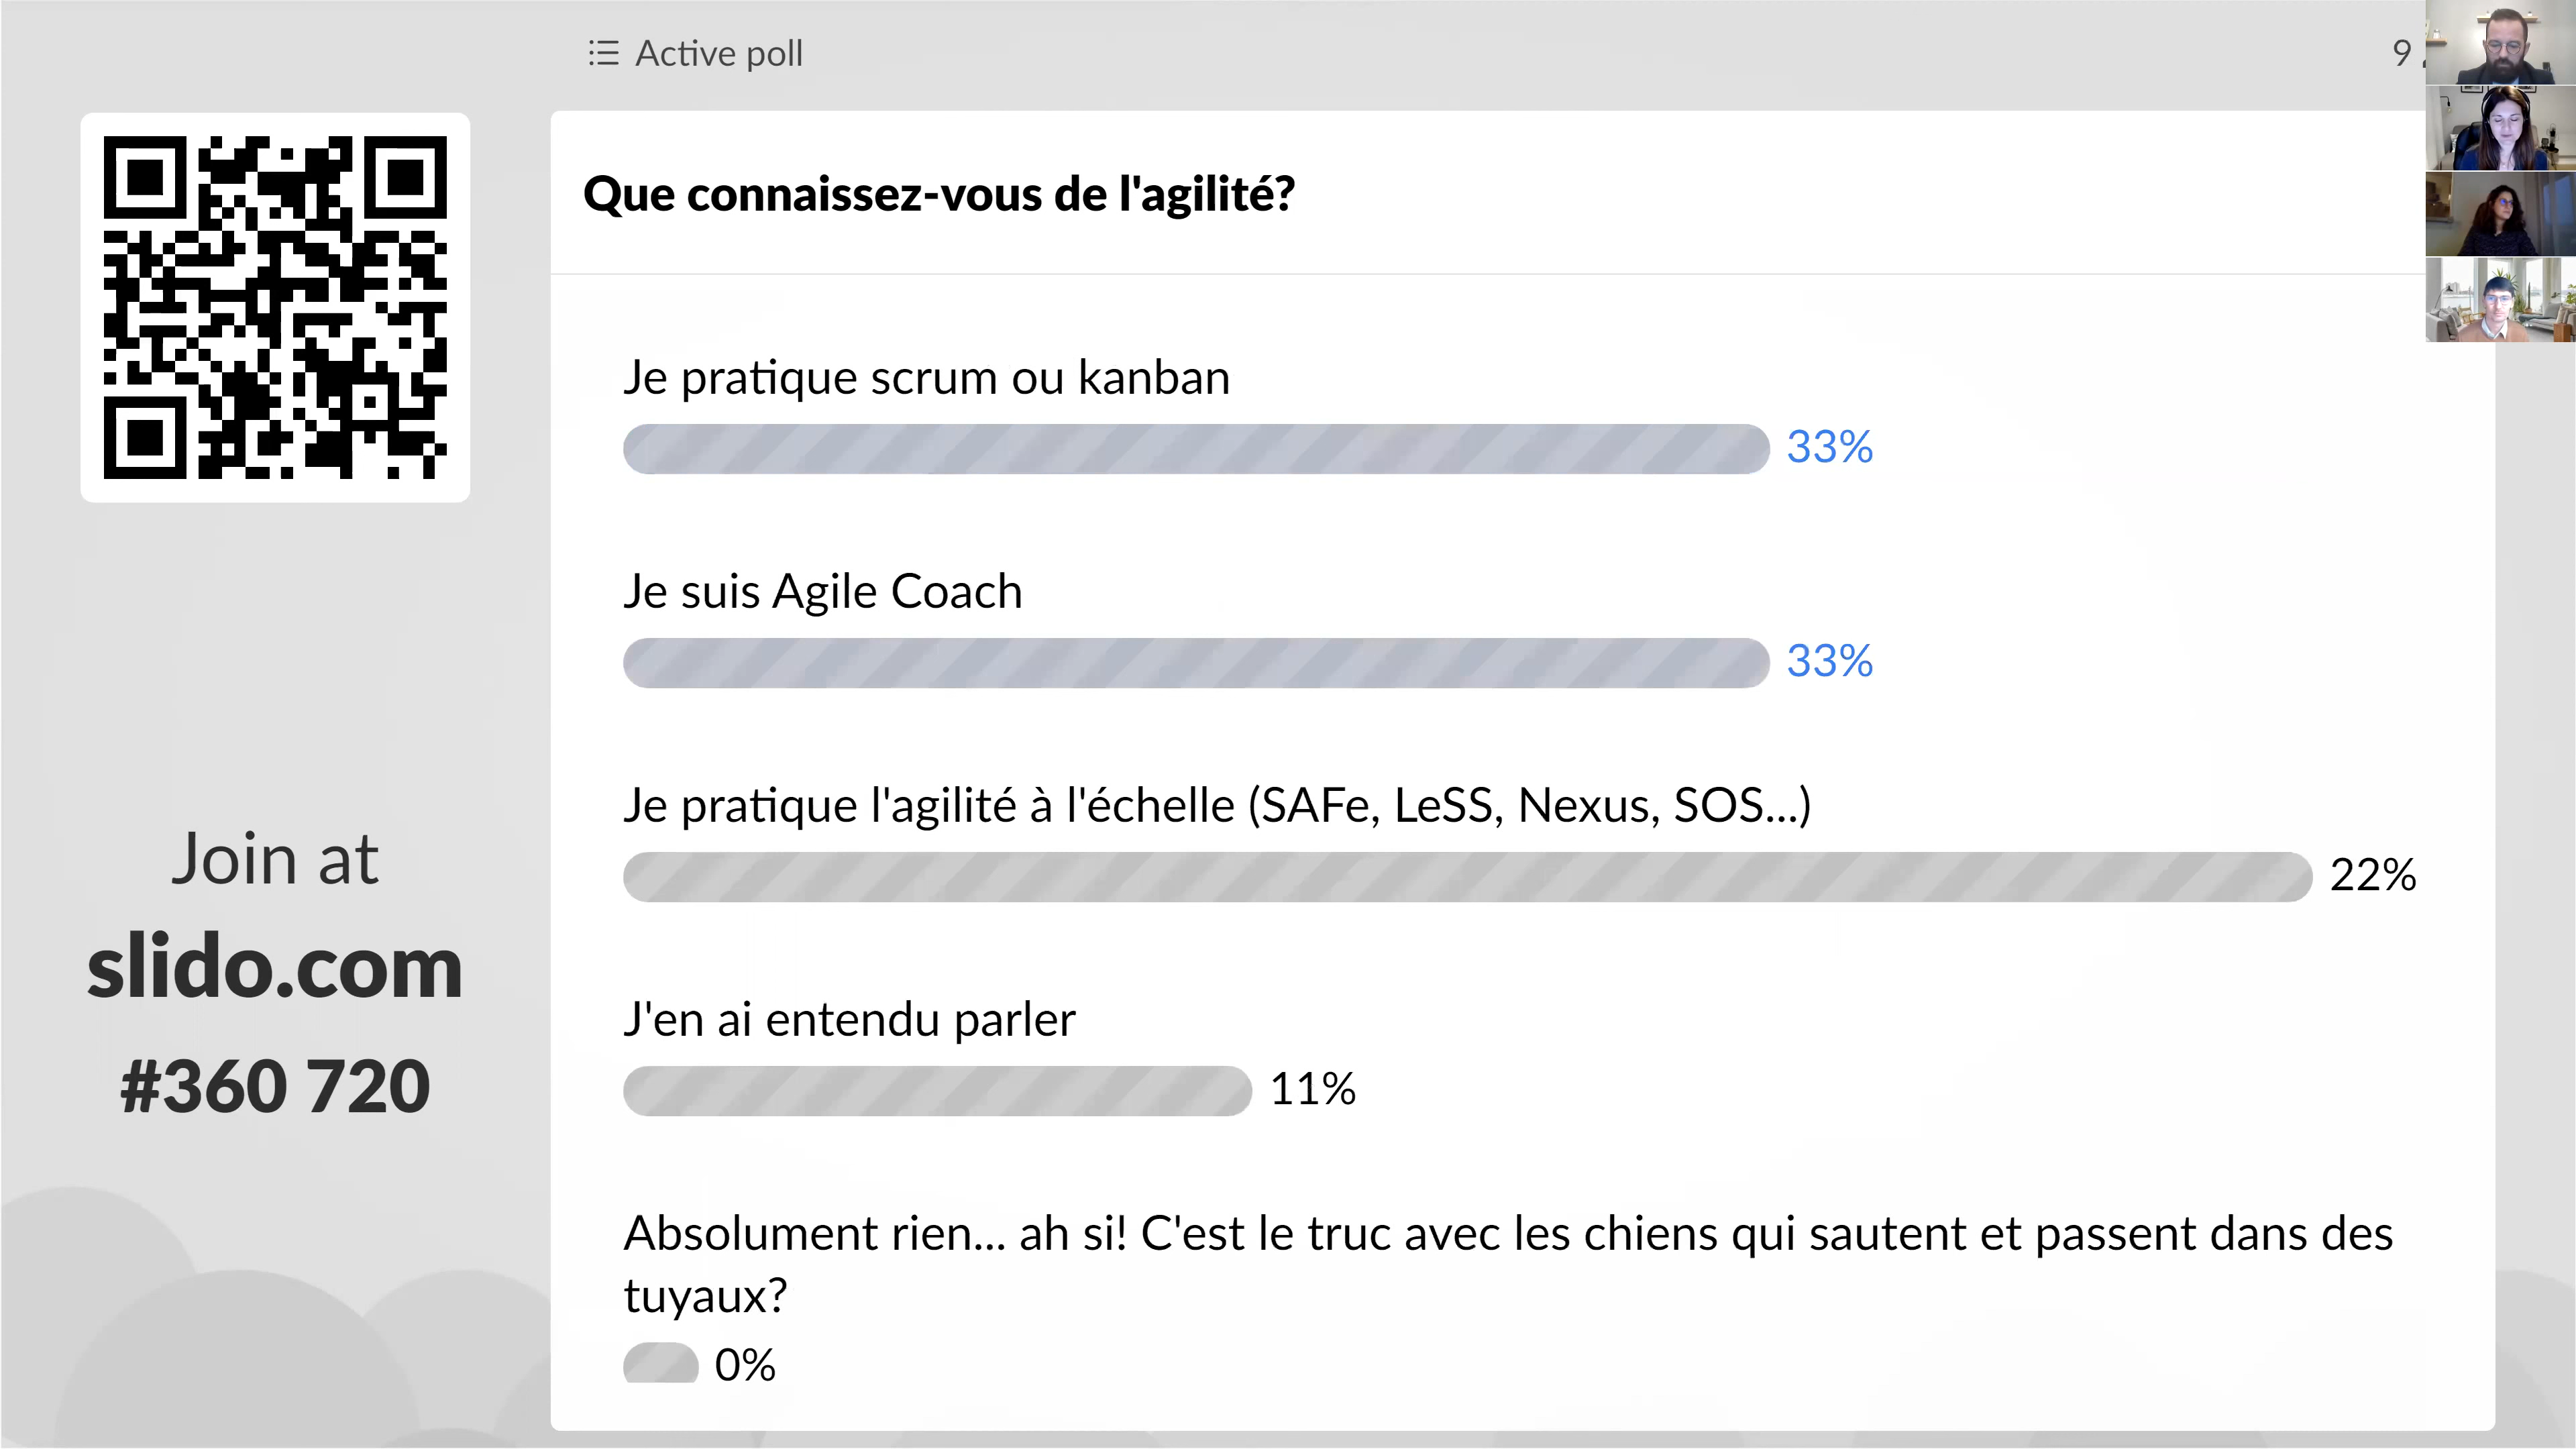 Active poll
9
Que connaissez-vous de l'agilité?
Je pratique scrum ou kanban
33%
Je suis Agile Coach
33%
Je pratique l'agilité à l'échelle (SAFe, LeSS, Nexus, SOS...)
22%
J'en ai entendu parler
11%
Absolument rien... ah si! C'est le truc avec les chiens qui sautent et passent dans des
tuyaux?
0%
Join at
slido.com
#360 720